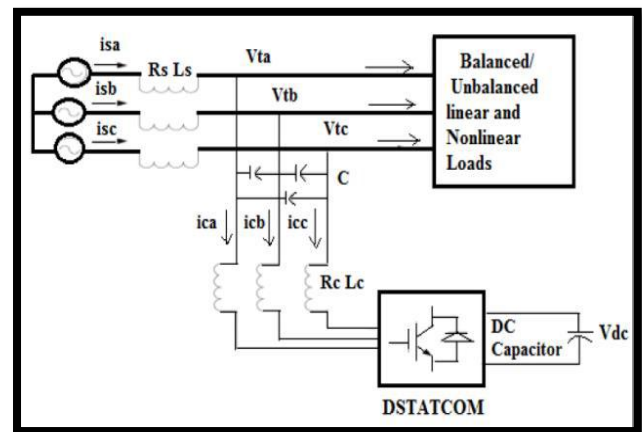 isa
Rs Ls
Vta
isb
Vtb
isc
Vtc
Balanced/
Unbalanced
linear and
Nonlinear
Loads
C
ica
icb
icc
Rc Lc
DC
Capacitor
Vdc
DSTATCOM